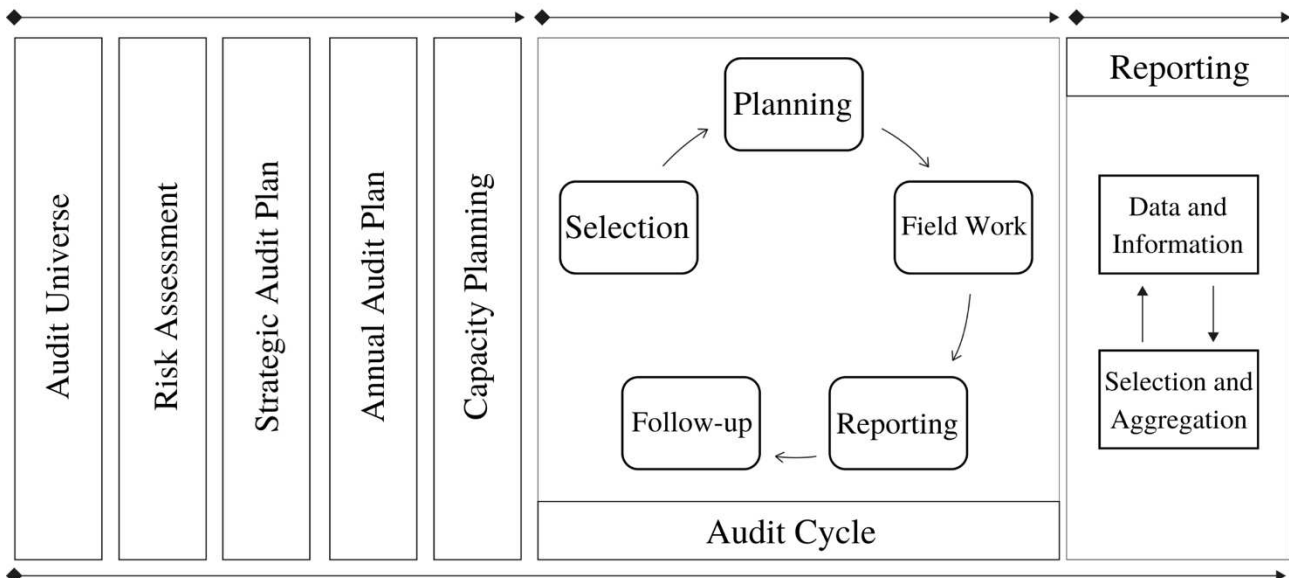 Audit Universe
Risk Assessment
Strategic Audit Plan
Annual Audit Plan
Capacity Planning
Planning
Selection
Field Work
Follow-up
Reporting
Audit Cycle
Reporting
Data and
Information
Selection and
Aggregation